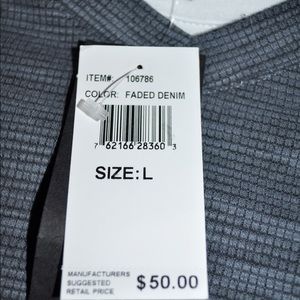 ITEM#: 106786
COLOR: FADED DENIM
7 62166 28360 3
SIZE: L
MANUFACTURERS
SUGGESTED
RETAIL PRICE $50.00